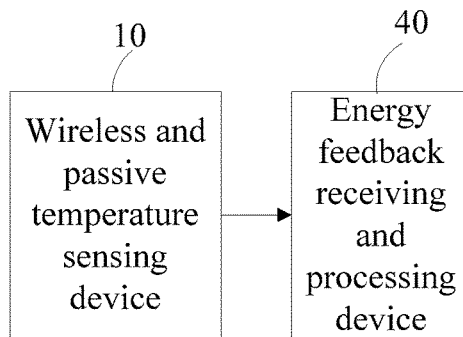 10
Wireless and
passive
temperature
sensing
device
40
Energy
feedback
receiving
and
processing
device